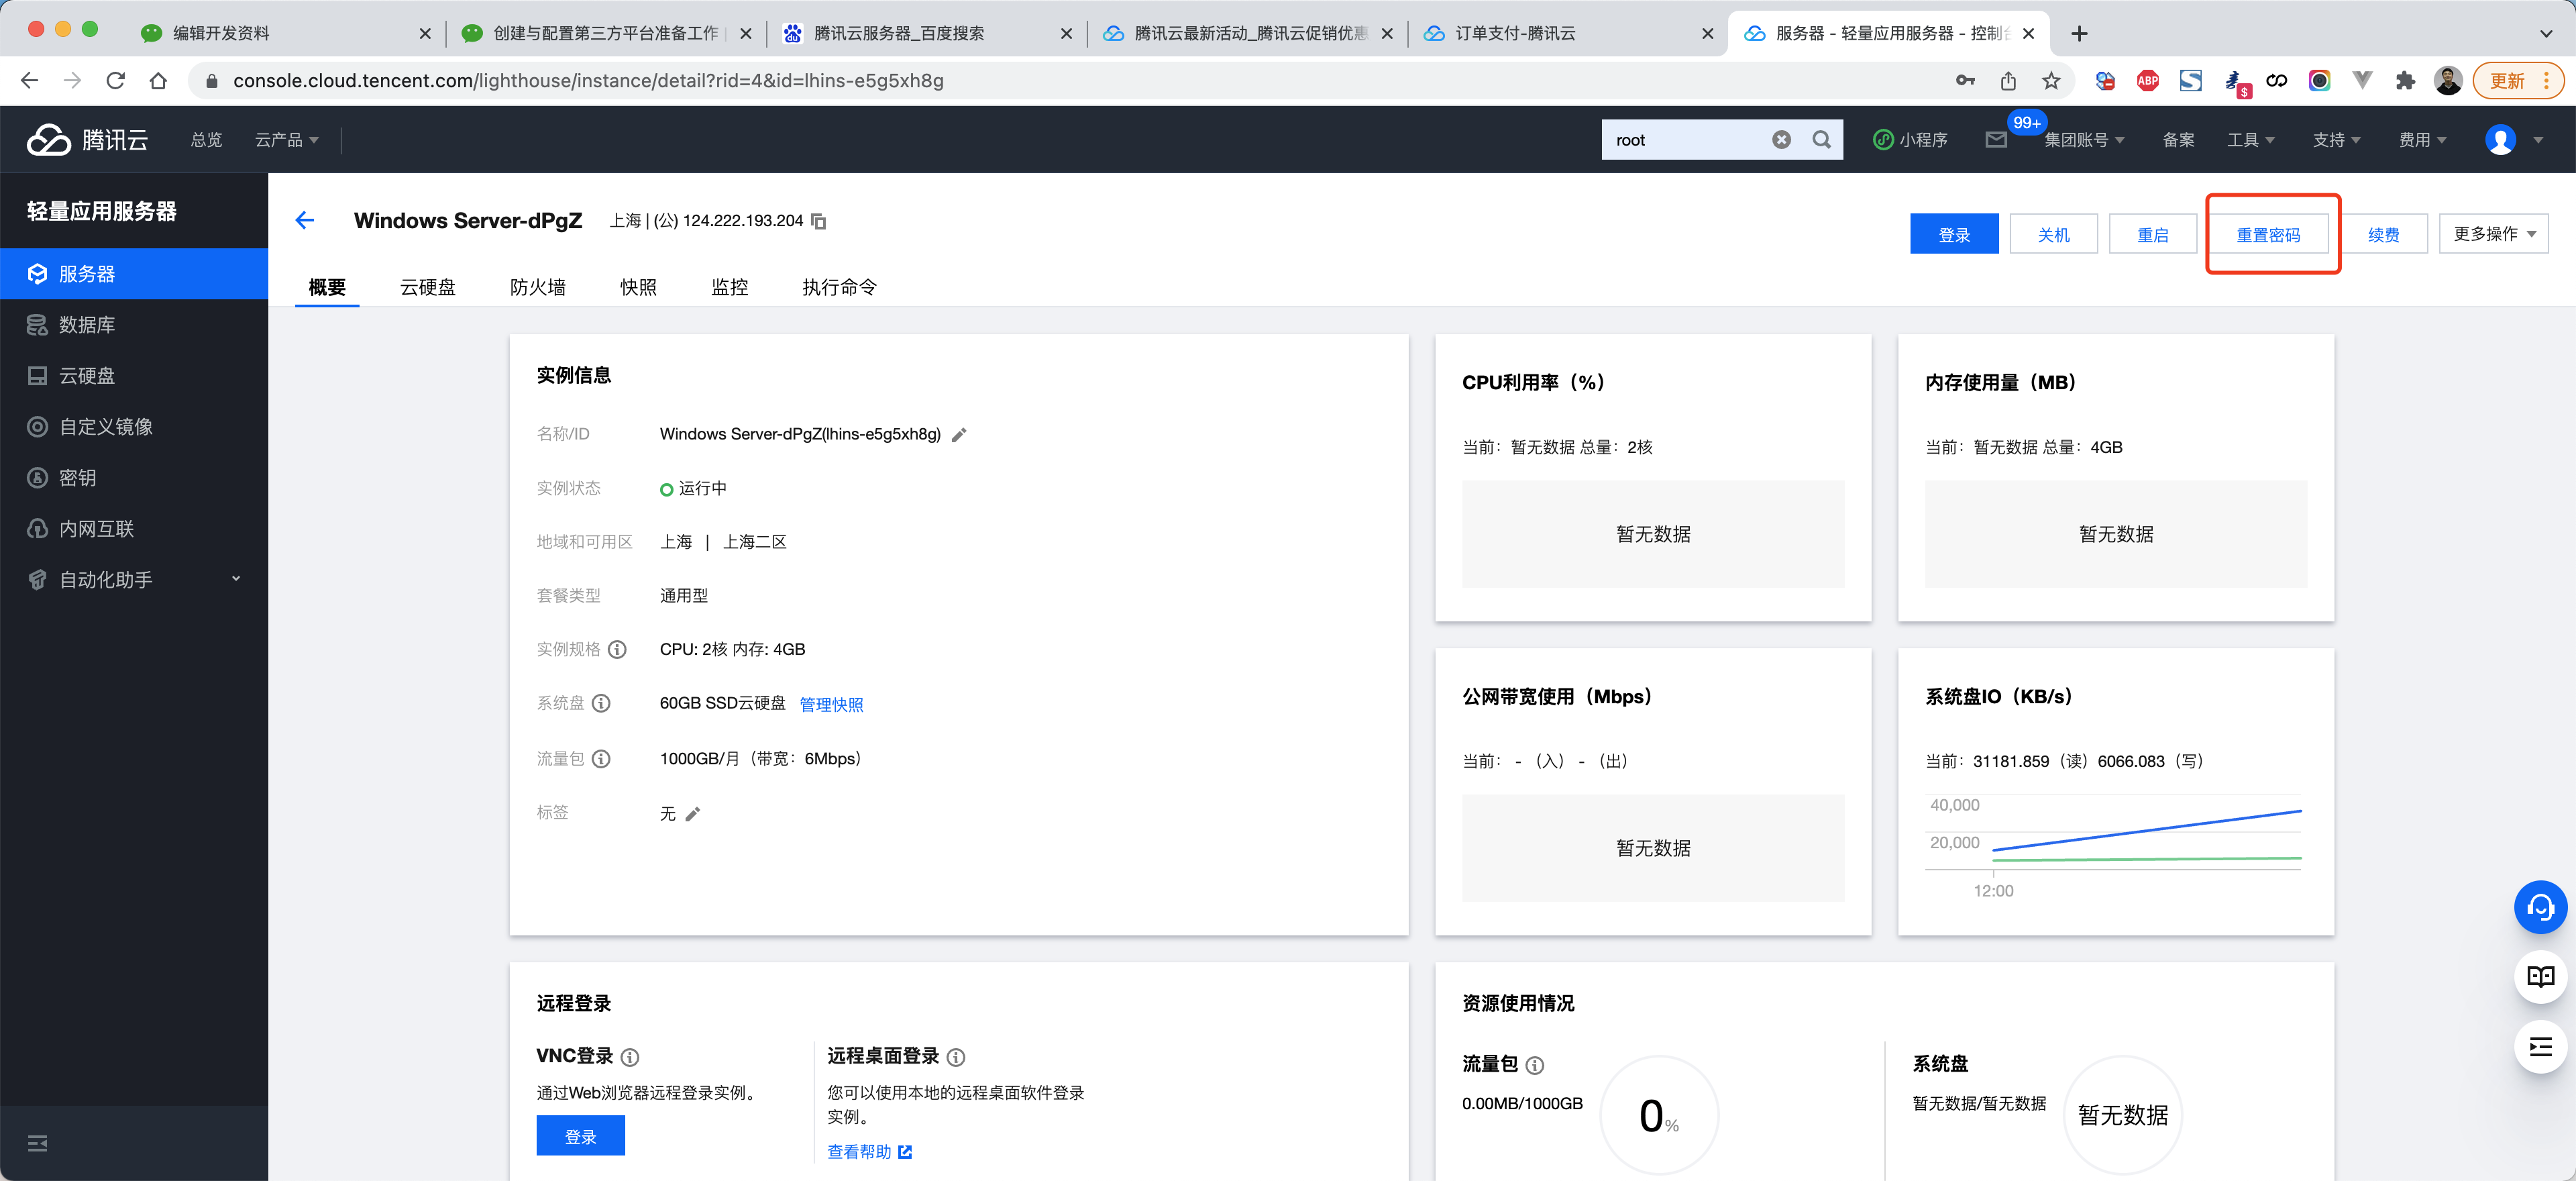 编辑开发资料
创建与配置第三方平台准备工作
腾讯云服务器_百度搜索
腾讯云最新活动_腾讯云促销优惠
订单支付-腾讯云
服务器 - 轻量应用服务器 - 控制台
console.cloud.tencent.com/lighthouse/instance/detail?rid=4&id=lhins-e5g5xh8g
ABP
$
更新
腾讯云
总览
云产品
root
小程序
99+
集团账号
备案
工具
支持
费用
轻量应用服务器
服务器
数据库
云硬盘
自定义镜像
密钥
内网互联
自动化助手
Windows Server-dPgZ
上海 | (公) 124.222.193.204
登录
关机
重启
重置密码
续费
更多操作
概要
云硬盘
防火墙
快照
监控
执行命令
实例信息
名称/ID Windows Server-dPgZ(lhins-e5g5xh8g)
实例状态 运行中
地域和可用区 上海 | 上海二区
套餐类型 通用型
实例规格 CPU: 2核 内存: 4GB
系统盘 60GB SSD云硬盘 管理快照
流量包 1000GB/月（带宽：6Mbps）
标签 无
CPU利用率（%）
当前：暂无数据 总量：2核
暂无数据
内存使用量（MB）
当前：暂无数据 总量：4GB
暂无数据
公网带宽使用（Mbps）
当前： - （入） - （出）
暂无数据
系统盘IO（KB/s）
当前：31181.859（读）6066.083（写）
40,000
20,000
12:00
远程登录
VNC登录
通过Web浏览器远程登录实例。
登录
远程桌面登录
您可以使用本地的远程桌面软件登录
实例。
查看帮助
资源使用情况
流量包
0.00MB/1000GB
0%
系统盘
暂无数据/暂无数据
暂无数据